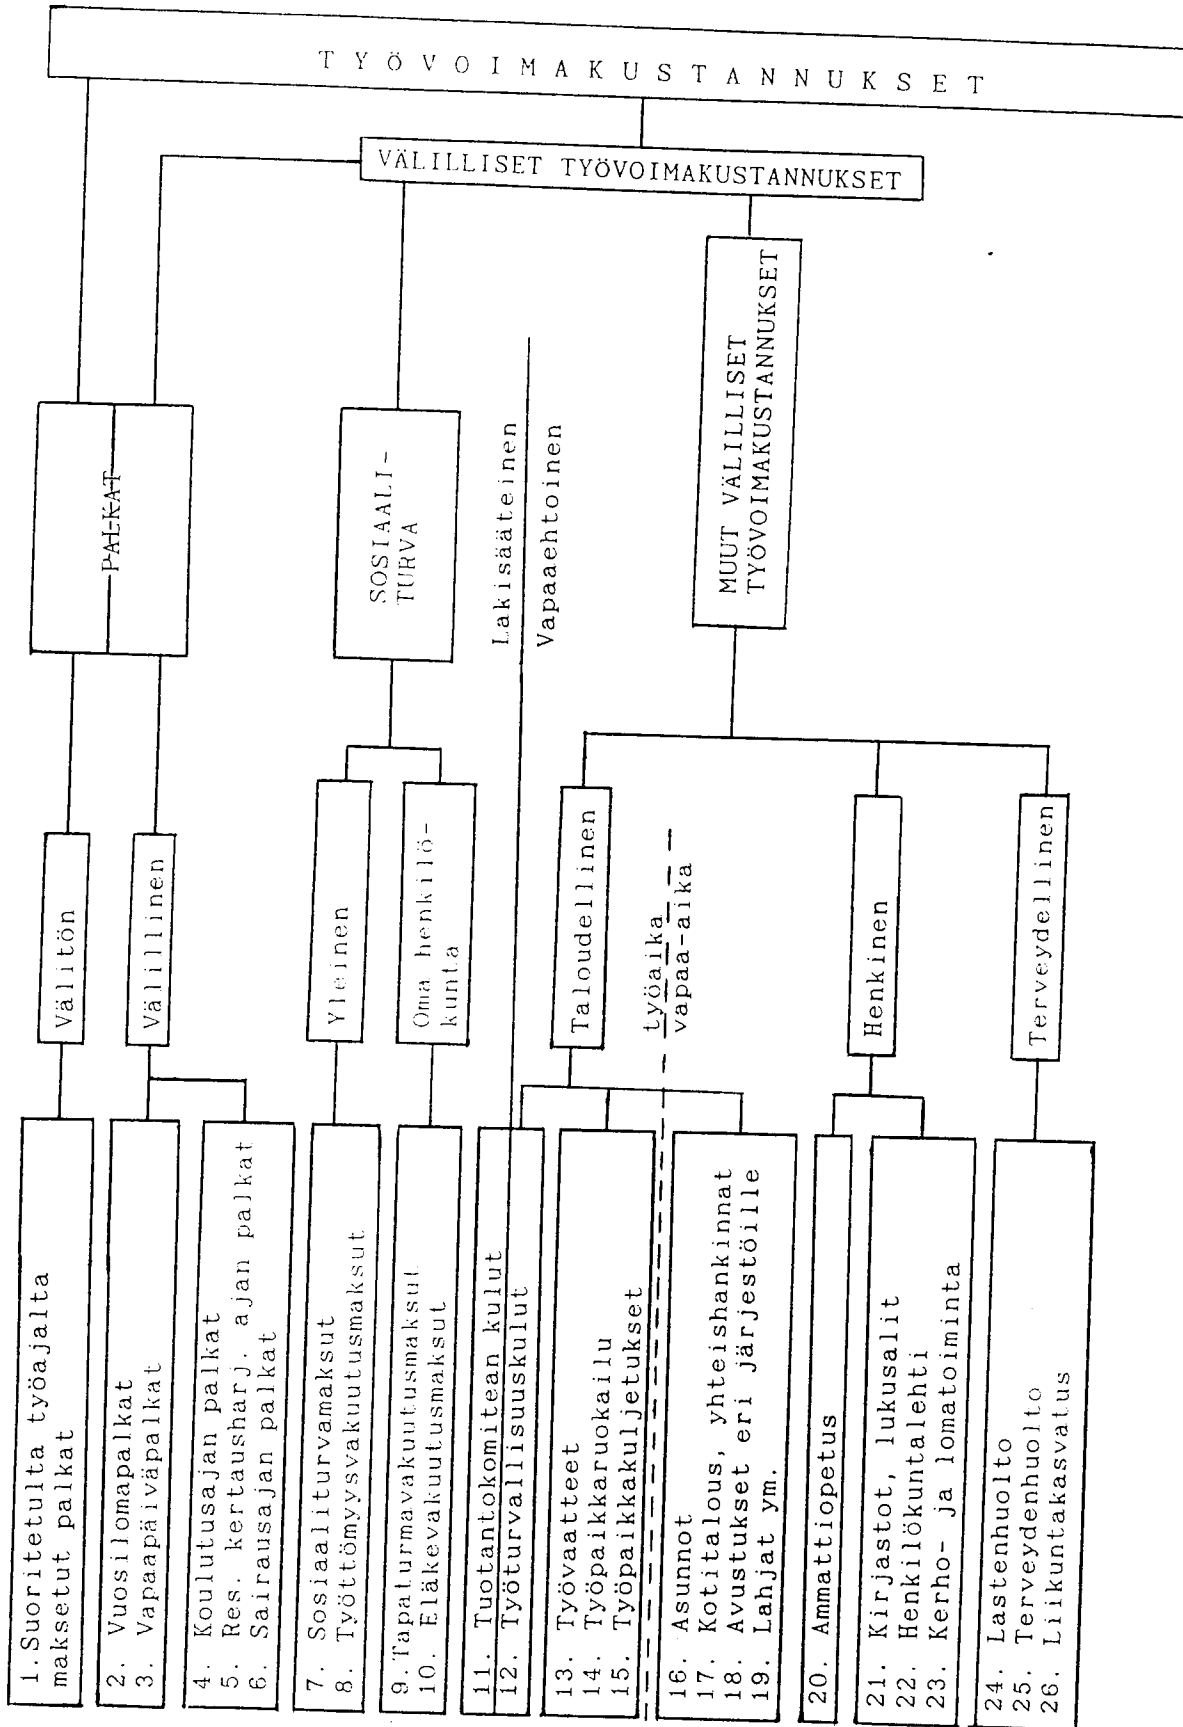 TYÖVOIMAKUSTANNUKSET
VÄLILLISET TYÖVOIMAKUSTANNUKSET
PALKAT
SOSIAALI-
TURVA
Lakisääteinen
Vapaaehtoinen
MUUT VÄLILLISET
TYÖVOIMAKUSTANNUKSET
Välitön
Välillinen
Yleinen
Oma henkilö-
kunta
Taloudellinen
työaika
vapaa-aika
Henkinen
Terveydellinen
1.Suoritetulta työajalta
maksetut palkat
2. Vuosilomapalkat
3. Vapaapäiväpalkat
4. Koulutusajan palkat
5. Res. kertausharj. ajan palkat
6. Sairausajan palkat
7. Sosiaaliturvamaksut
8. Työttömyysvakuutusmaksut
9.Tapaturmavakuutusmaksut
10. Eläkevakuutusmaksut
11. Tuotantokomitean kulut
12. Työturvallisuuskulut
13. Työvaatteet
14. Työpaikkaruokailu
15. Työpaikkakuljetukset
16. Asunnot
17. Kotitalous, yhteishankinnat
18. Avustukset eri järjestöille
19. Lahjat ym.
20. Ammattiopetus
21. Kirjastot, lukusalit
22. Henkilökuntalehti
23. Kerho- ja lomatoiminta
24. Lastenhuolto
25. Terveydenhuolto
26. Liikuntakasvatus